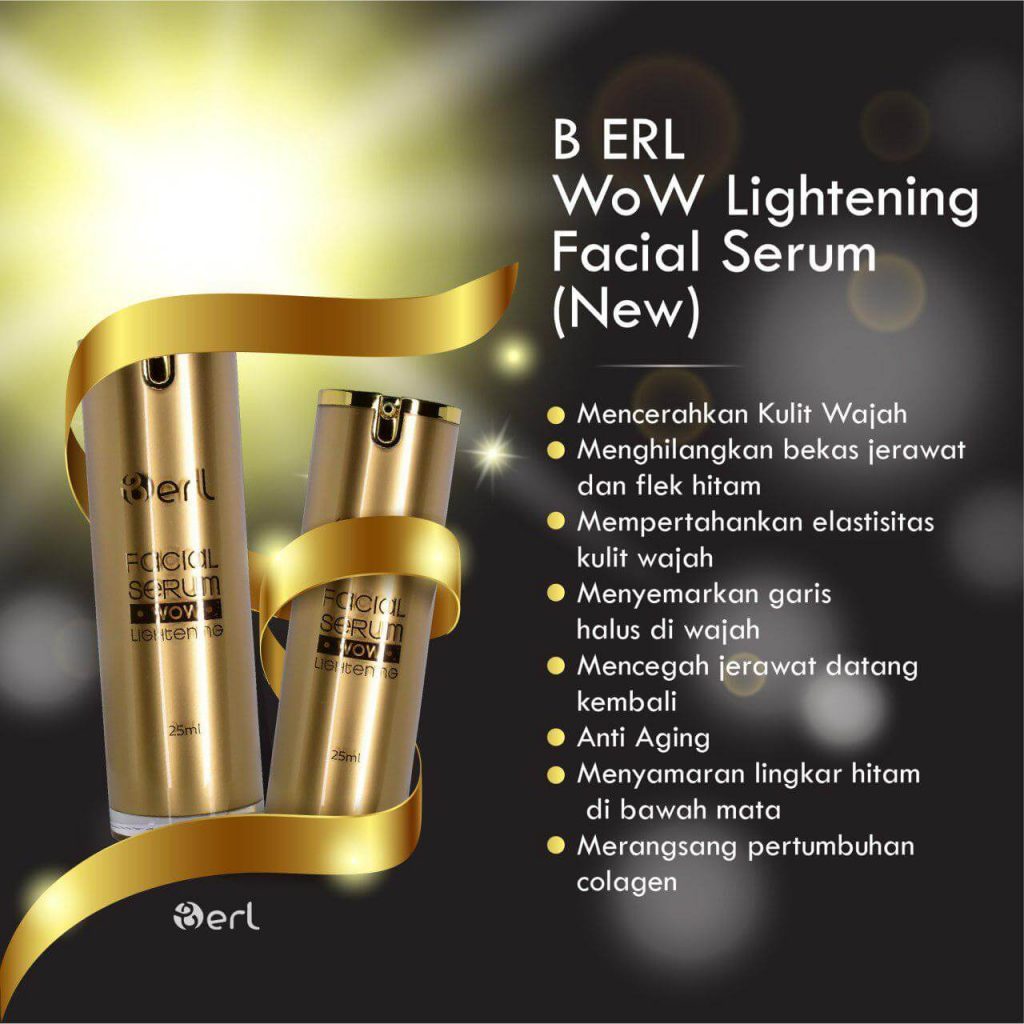 B ERL
WoW Lightening
Facial Serum
(New)
Mencerahkan Kulit Wajah
Menghilangkan bekas jerawat
dan flek hitam
Mempertahankan elastisitas
kulit wajah
Menyemarkan garis
halus di wajah
Mencegah jerawat datang
kembali
Anti Aging
Menyamaran lingkar hitam
di bawah mata
Merangsang pertumbuhan
colagen
Berl
FACIAL
SERUM
WOW
LIGHtENING
25ml
FACIAL
SERUM
WOW
LIGHtENING
25ml
Berl